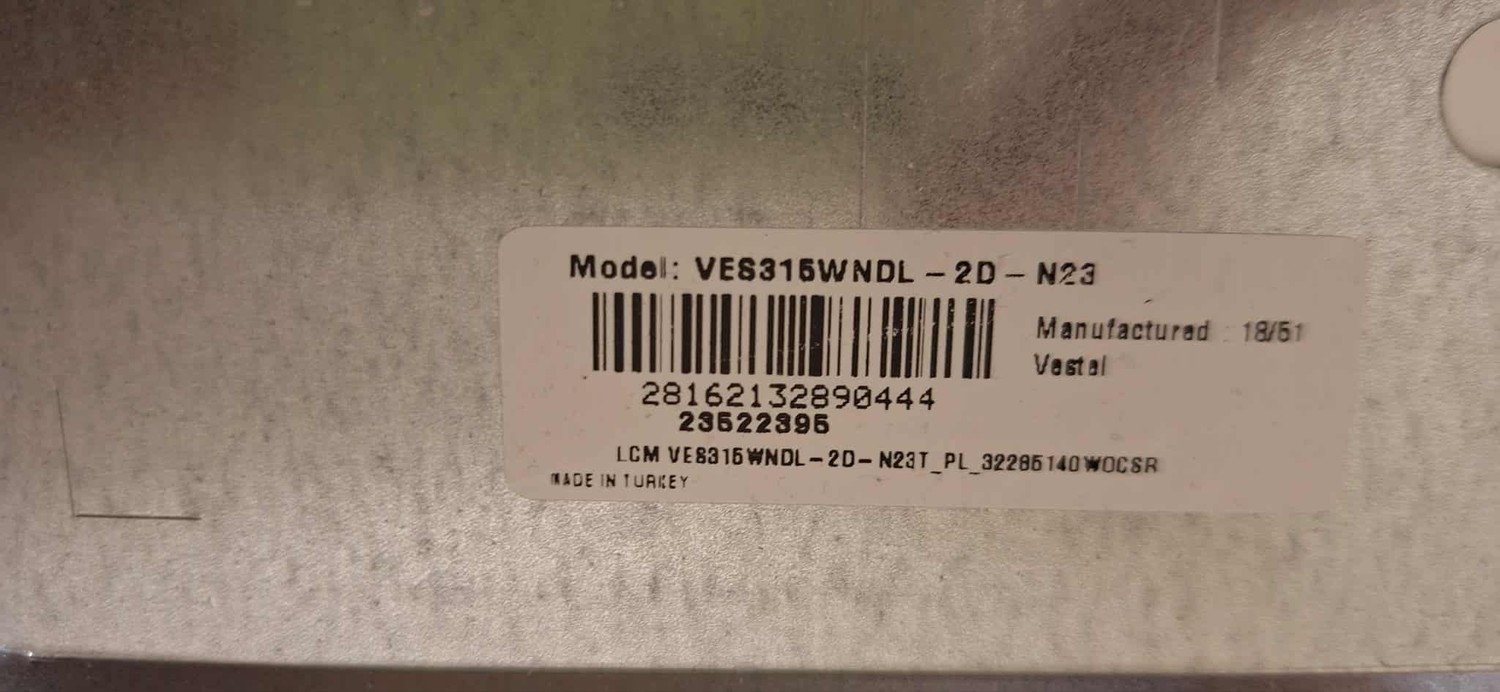 Model: VES315WNDL-2D-N23
Manufactured : 18/51
Vestel
28162132890444
23522395
LCM VES315WNDL-2D-N23T_PL_32285140WOCSR
MADE IN TURKEY